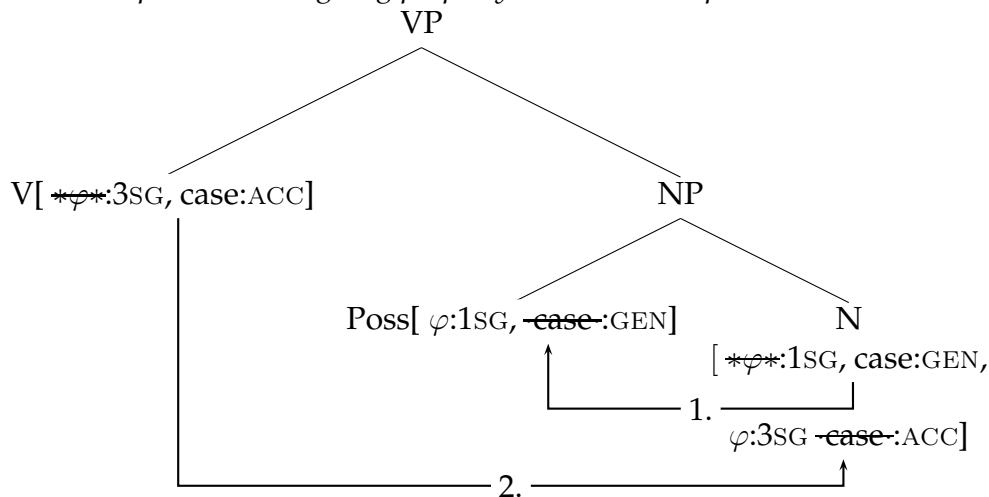 VP
V[ *φ*:3SG, case:ACC] NP
Poss[ φ:1SG, case :GEN] N
[ *φ*:1SG, case:GEN,
1.
φ:3SG case :ACC]
2.